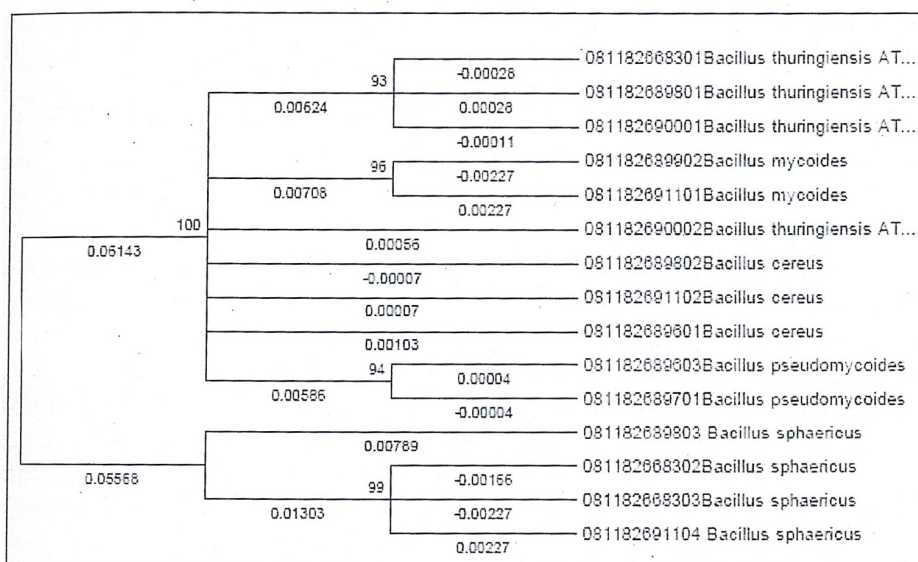 081182668301Bacillus thuringiensis AT...
93
-0.00028
081182689801Bacillus thuringiensis AT...
0.00624
0.00028
081182690001Bacillus thuringiensis AT...
-0.00011
081182689902Bacillus mycoides
96
-0.00227
0.00708
081182691101Bacillus mycoides
0.00227
100
081182690002Bacillus thuringiensis AT...
0.06143
0.00056
081182689802Bacillus cereus
-0.00007
081182691102Bacillus cereus
0.00007
081182689601Bacillus cereus
0.00103
081182689603Bacillus pseudomycoides
94
0.00004
0.00586
081182689701Bacillus pseudomycoides
-0.00004
081182689803 Bacillus sphaericus
0.00789
081182668302Bacillus sphaericus
0.05568
99
-0.00166
0.01303
081182668303Bacillus sphaericus
-0.00227
081182691104 Bacillus sphaericus
0.00227